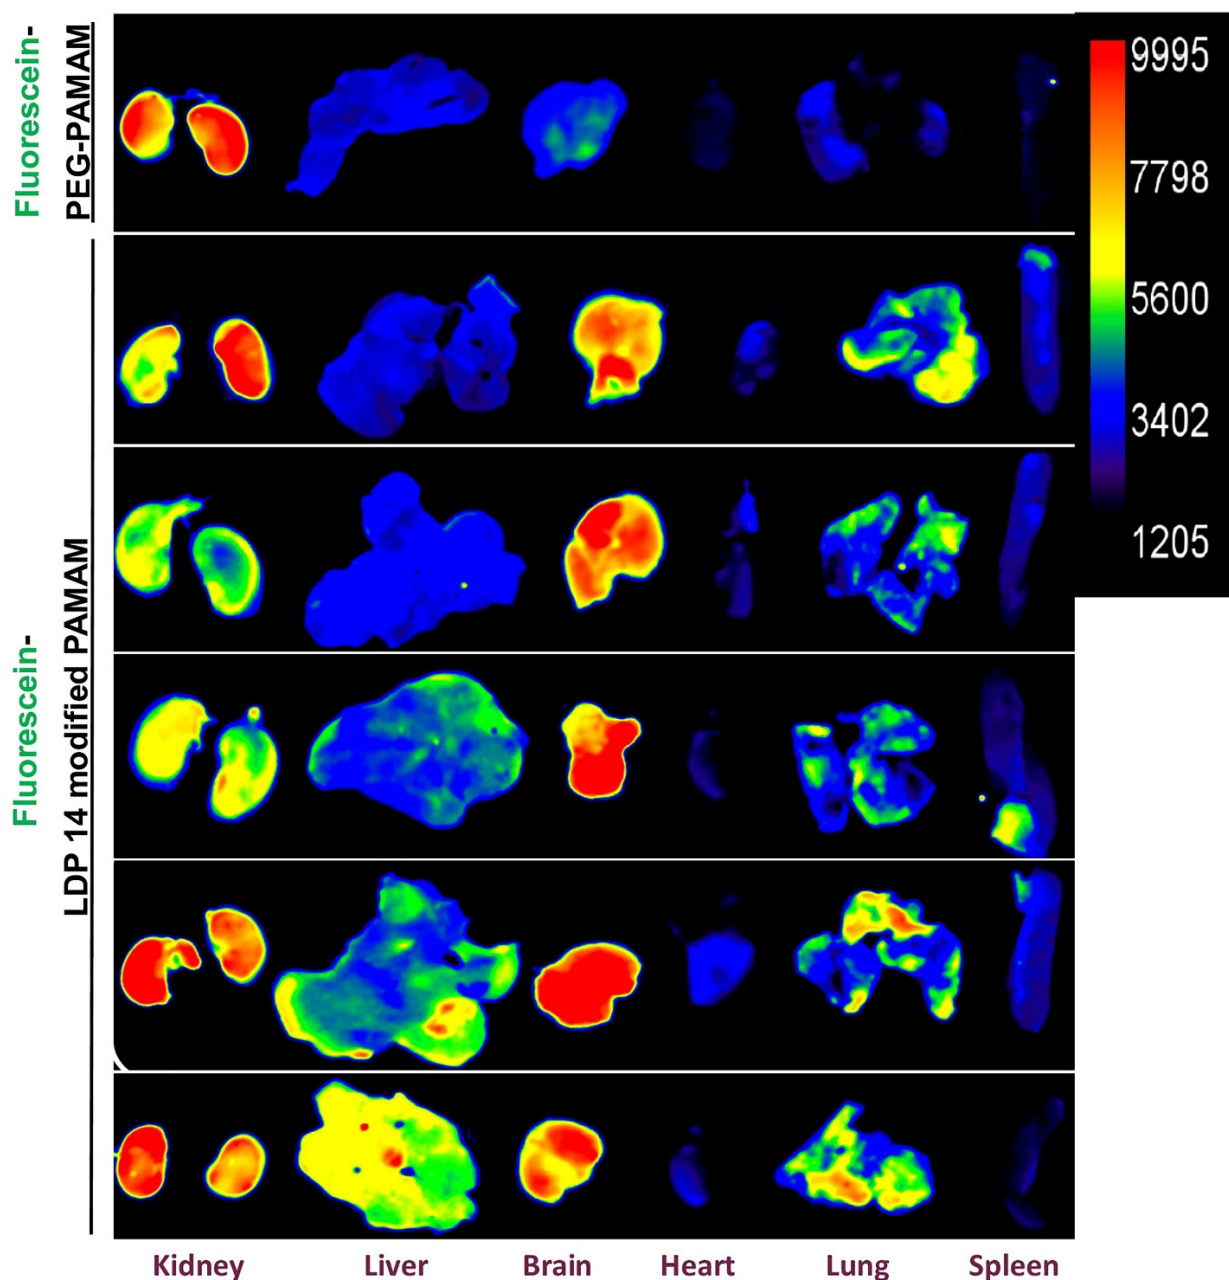 Fluorescein-
PEG-PAMAM
Fluorescein-
LDP 14 modified PAMAM
9995
7798
5600
3402
1205
Kidney Liver Brain Heart Lung Spleen